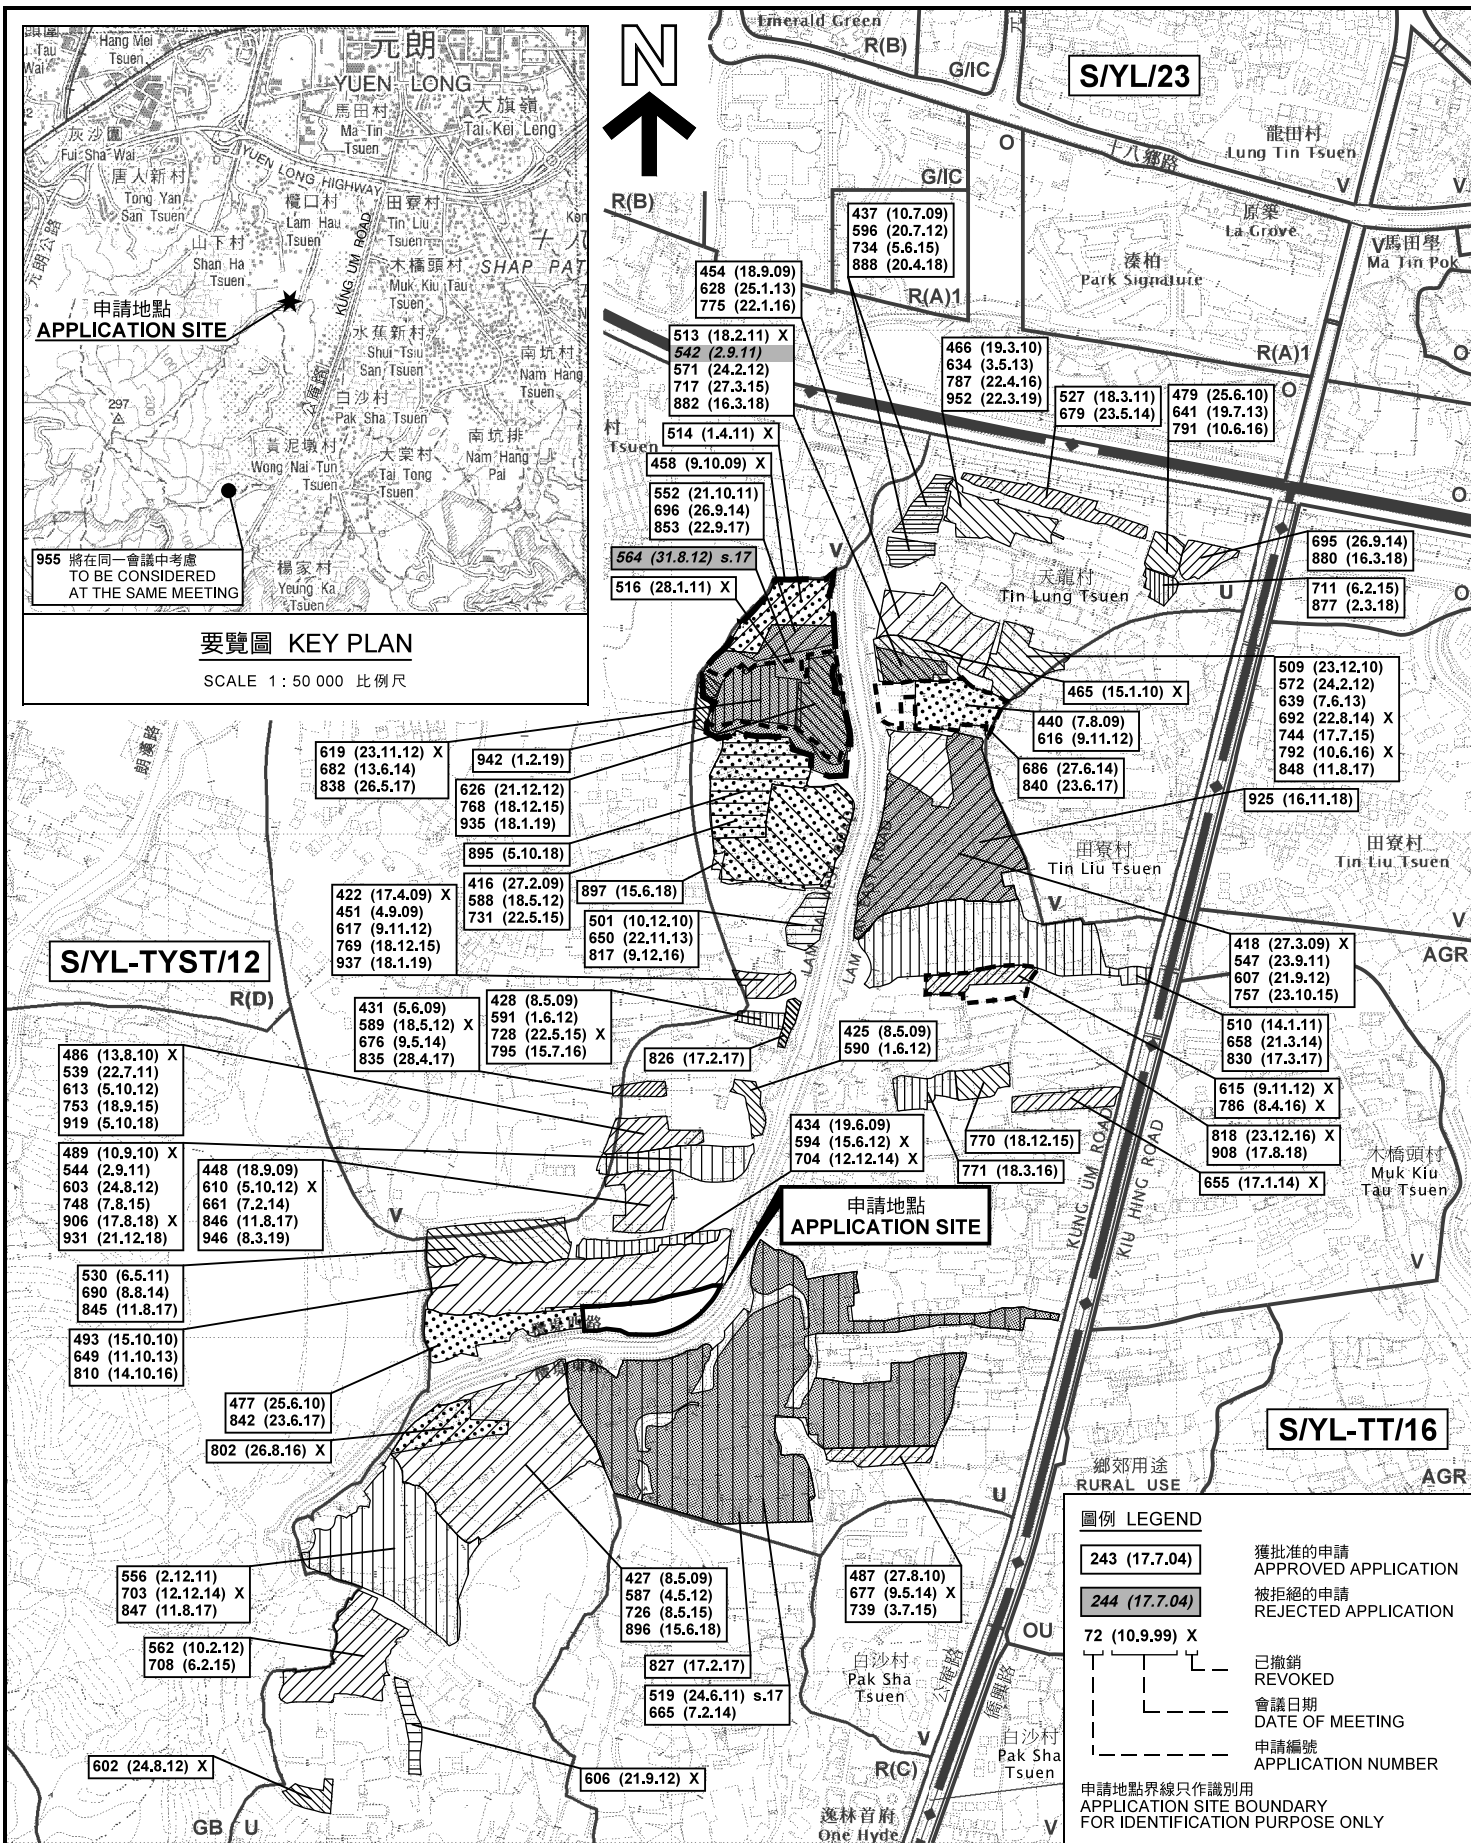 元朗
YUEN LONG
Hang Mei
Tsuen
Tau
Wai
灰沙圍
Fui Sha Wai
馬田村
Ma Tin
Tsuen
大旗嶺
Tai Kei Leng
唐人新村
Tong Yan
San Tsuen
YUEN LONG HIGHWAY
欖口村
Lam Hau
Tsuen
田寮村
Tin Liu
Tsuen
山下村
Shan Ha
Tsuen
KUNG UM ROAD
木橋頭村
Muk Kiu Tau
Tsuen
十八
SHAP PAT
元朗公路
申請地點
APPLICATION SITE
水蕉新村
Shui Tsiu
San Tsuen
南坑村
Nam Hang
Tsuen
公庵路
白沙村
Pak Sha Tsuen
297
200
黃泥墩村
Wong Nai Tun
Tsuen
大棠村
Tai Tong
Tsuen
南坑排
Nam Hang
Pai
楊家村
Yeung Ka
Tsuen
955 將在同一會議中考慮
TO BE CONSIDERED
AT THE SAME MEETING
要覽圖 KEY PLAN
SCALE 1 : 50 000 比例尺
N
Emerald Green
R(B)
G/IC
S/YL/23
龍田村
Lung Tin Tsuen
十八鄉路
O
V
V
G/IC
R(B)
原築
La Grove
馬田壆
Ma Tin Pok
V
溱柏
Park Signature
R(A)1
R(A)1
O
O
437 (10.7.09)
596 (20.7.12)
734 (5.6.15)
888 (20.4.18)
454 (18.9.09)
628 (25.1.13)
775 (22.1.16)
513 (18.2.11) X
542 (2.9.11)
571 (24.2.12)
717 (27.3.15)
882 (16.3.18)
466 (19.3.10)
634 (3.5.13)
787 (22.4.16)
952 (22.3.19)
527 (18.3.11)
679 (23.5.14)
479 (25.6.10)
641 (19.7.13)
791 (10.6.16)
村
Tsuen
514 (1.4.11) X
458 (9.10.09) X
552 (21.10.11)
696 (26.9.14)
853 (22.9.17)
564 (31.8.12) s.17
516 (28.1.11) X
O
V
天龍村
Tin Lung Tsuen
U
695 (26.9.14)
880 (16.3.18)
711 (6.2.15)
877 (2.3.18)
O
509 (23.12.10)
572 (24.2.12)
639 (7.6.13)
692 (22.8.14) X
744 (17.7.15)
792 (10.6.16) X
848 (11.8.17)
465 (15.1.10) X
440 (7.8.09)
616 (9.11.12)
686 (27.6.14)
840 (23.6.17)
925 (16.11.18)
朗漢路
619 (23.11.12) X
682 (13.6.14)
838 (26.5.17)
942 (1.2.19)
626 (21.12.12)
768 (18.12.15)
935 (18.1.19)
895 (5.10.18)
田寮村
Tin Liu Tsuen
田寮村
Tin Liu Tsuen
416 (27.2.09)
588 (18.5.12)
731 (22.5.15)
897 (15.6.18)
422 (17.4.09) X
451 (4.9.09)
617 (9.11.12)
769 (18.12.15)
937 (18.1.19)
501 (10.12.10)
650 (22.11.13)
817 (9.12.16)
V
V
AGR
S/YL-TYST/12
R(D)
418 (27.3.09) X
547 (23.9.11)
607 (21.9.12)
757 (23.10.15)
431 (5.6.09)
589 (18.5.12) X
676 (9.5.14)
835 (28.4.17)
428 (8.5.09)
591 (1.6.12)
728 (22.5.15) X
795 (15.7.16)
826 (17.2.17)
425 (8.5.09)
590 (1.6.12)
510 (14.1.11)
658 (21.3.14)
830 (17.3.17)
486 (13.8.10) X
539 (22.7.11)
613 (5.10.12)
753 (18.9.15)
919 (5.10.18)
615 (9.11.12) X
786 (8.4.16) X
434 (19.6.09)
594 (15.6.12) X
704 (12.12.14) X
770 (18.12.15)
771 (18.3.16)
818 (23.12.16) X
908 (17.8.18)
655 (17.1.14) X
KUNG UM ROAD
KIU HING ROAD
木橋頭村
Muk Kiu
Tau Tsuen
489 (10.9.10) X
544 (2.9.11)
603 (24.8.12)
748 (7.8.15)
906 (17.8.18) X
931 (21.12.18)
448 (18.9.09)
610 (5.10.12) X
661 (7.2.14)
846 (11.8.17)
946 (8.3.19)
V
申請地點
APPLICATION SITE
V
530 (6.5.11)
690 (8.8.14)
845 (11.8.17)
493 (15.10.10)
649 (11.10.13)
810 (14.10.16)
477 (25.6.10)
842 (23.6.17)
802 (26.8.16) X
S/YL-TT/16
鄉郊用途
RURAL USE
AGR
U
556 (2.12.11)
703 (12.12.14) X
847 (11.8.17)
427 (8.5.09)
587 (4.5.12)
726 (8.5.15)
896 (15.6.18)
487 (27.8.10)
677 (9.5.14) X
739 (3.7.15)
562 (10.2.12)
708 (6.2.15)
827 (17.2.17)
519 (24.6.11) s.17
665 (7.2.14)
白沙村
Pak Sha
Tsuen
公庵路
僑興路
OU
V
白沙村
Pak Sha
Tsuen
602 (24.8.12) X
606 (21.9.12) X
R(C)
GB
U
逸林首府
One Hyde
V
圖例 LEGEND
243 (17.7.04)
獲批准的申請
APPROVED APPLICATION
244 (17.7.04)
被拒絕的申請
REJECTED APPLICATION
72 (10.9.99) X
已撤銷
REVOKED
會議日期
DATE OF MEETING
申請編號
APPLICATION NUMBER
申請地點界線只作識別用
APPLICATION SITE BOUNDARY
FOR IDENTIFICATION PURPOSE ONLY